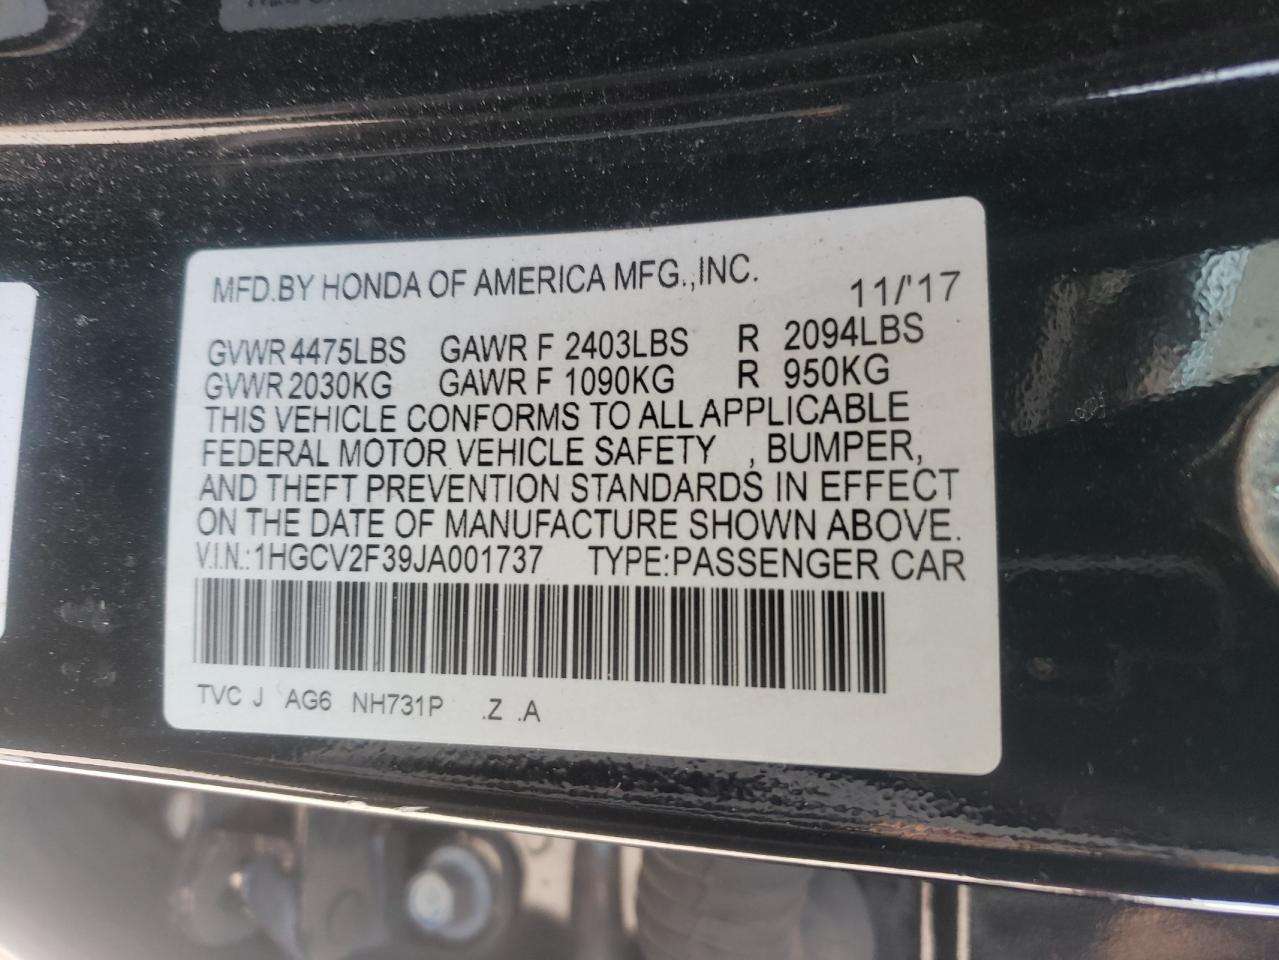 MFD.BY HONDA OF AMERICA MFG.,INC. 11/'17
GVWR 4475LBS GAWR F 2403LBS R 2094LBS
GVWR 2030KG GAWR F 1090KG R 950KG
THIS VEHICLE CONFORMS TO ALL APPLICABLE
FEDERAL MOTOR VEHICLE SAFETY , BUMPER,
AND THEFT PREVENTION STANDARDS IN EFFECT
ON THE DATE OF MANUFACTURE SHOWN ABOVE.
V.I.N.:1HGCV2F39JA001737 TYPE:PASSENGER CAR
TVC J AG6 NH731P .Z .A